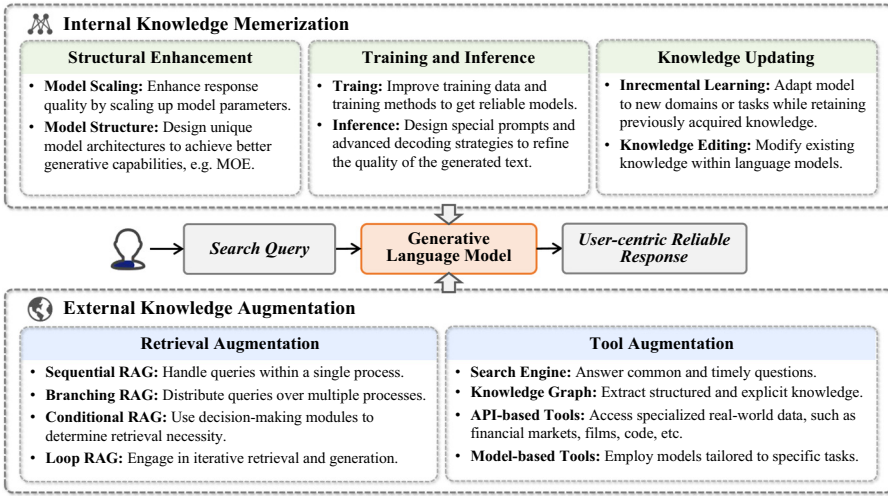 Internal Knowledge Memerization
Structural Enhancement
• Model Scaling: Enhance response
quality by scaling up model parameters.
• Model Structure: Design unique
model architectures to achieve better
generative capabilities, e.g. MOE.
Training and Inference
• Traing: Improve training data and
training methods to get reliable models.
• Inference: Design special prompts and
advanced decoding strategies to refine
the quality of the generated text.
Knowledge Updating
• Inrecmental Learning: Adapt model
to new domains or tasks while retaining
previously acquired knowledge.
• Knowledge Editing: Modify existing
knowledge within language models.
Search Query
Generative
Language Model
User-centric Reliable
Response
External Knowledge Augmentation
Retrieval Augmentation
• Sequential RAG: Handle queries within a single process.
• Branching RAG: Distribute queries over multiple processes.
• Conditional RAG: Use decision-making modules to
determine retrieval necessity.
• Loop RAG: Engage in iterative retrieval and generation.
Tool Augmentation
• Search Engine: Answer common and timely questions.
• Knowledge Graph: Extract structured and explicit knowledge.
• API-based Tools: Access specialized real-world data, such as
financial markets, films, code, etc.
• Model-based Tools: Employ models tailored to specific tasks.